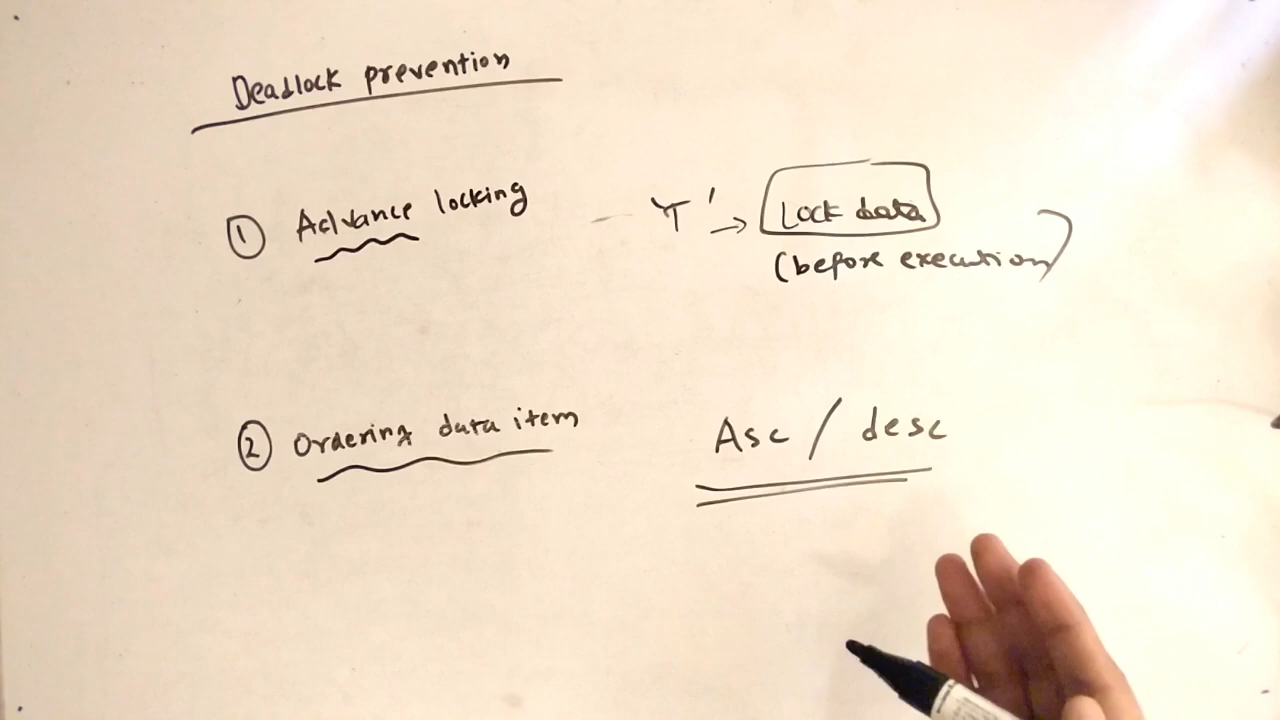 Deadlock prevention
① Advance locking - T' → Lock data
(before execution)
② Ordering data item Asc / desc